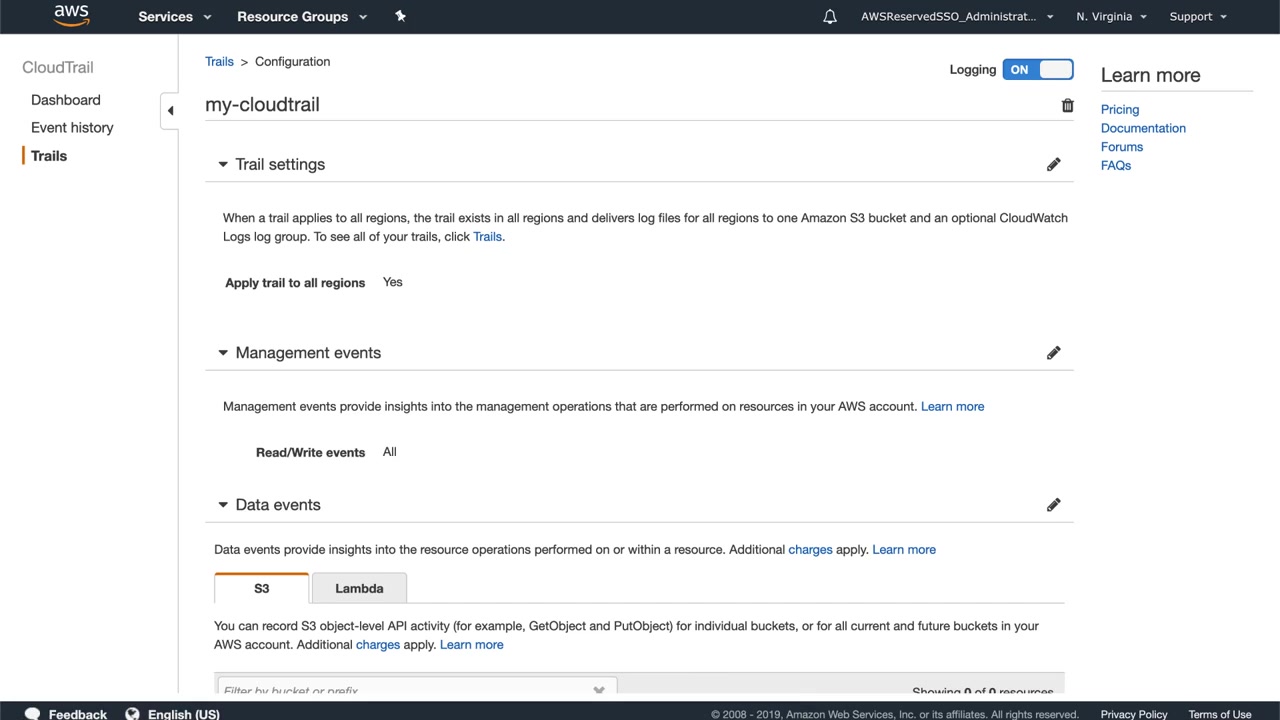 aws
Services
Resource Groups
AWSReservedSSO_Administrat...
N. Virginia
Support
CloudTrail
Dashboard
Event history
Trails
Trails > Configuration
Logging ON
my-cloudtrail
Trail settings
When a trail applies to all regions, the trail exists in all regions and delivers log files for all regions to one Amazon S3 bucket and an optional CloudWatch
Logs log group. To see all of your trails, click Trails.
Apply trail to all regions Yes
Management events
Management events provide insights into the management operations that are performed on resources in your AWS account. Learn more
Read/Write events All
Data events
Data events provide insights into the resource operations performed on or within a resource. Additional charges apply. Learn more
S3
Lambda
You can record S3 object-level API activity (for example, GetObject and PutObject) for individual buckets, or for all current and future buckets in your
AWS account. Additional charges apply. Learn more
Filter by bucket or prefix
Showing 0 of 0 resources
Learn more
Pricing
Documentation
Forums
FAQs
Feedback
English (US)
© 2008 - 2019, Amazon Web Services, Inc. or its affiliates. All rights reserved.
Privacy Policy
Terms of Use